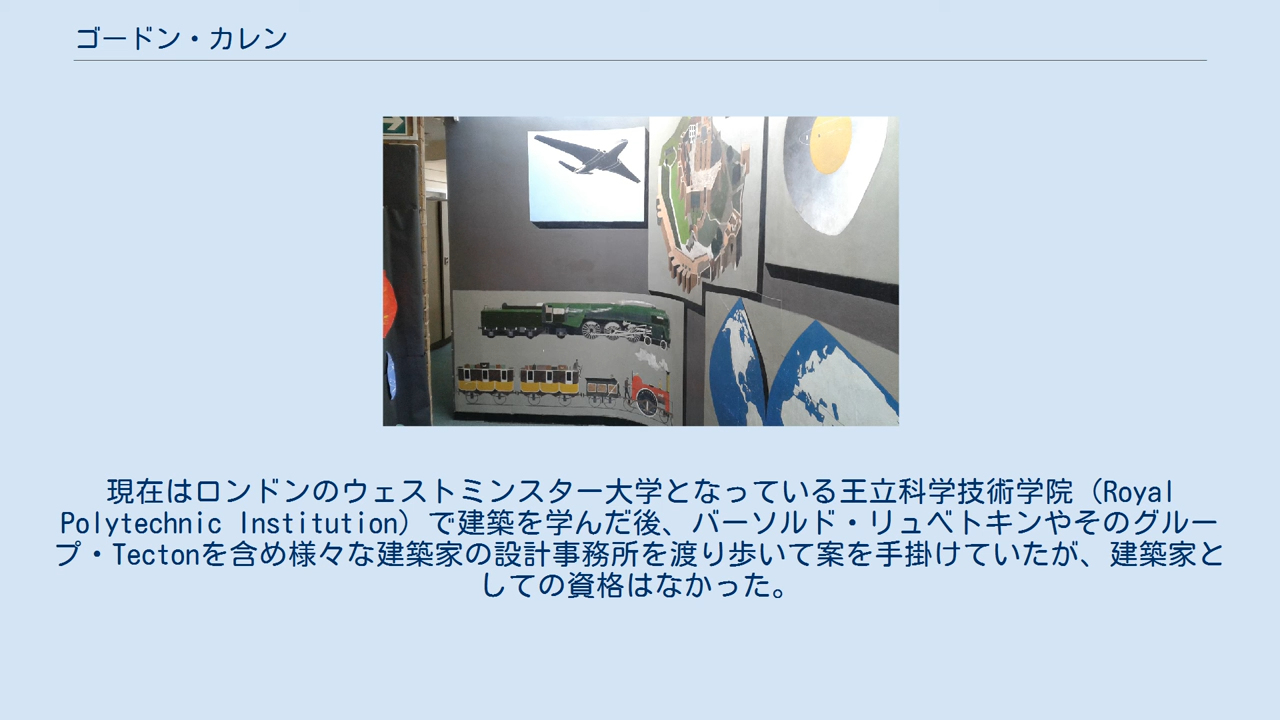 ゴードン・カレン
現在はロンドンのウェストミンスター大学となっている王立科学技術学院（Royal
Polytechnic Institution）で建築を学んだ後、バーソルド・リュベトキンやそのグルー
プ・Tectonを含め様々な建築家の設計事務所を渡り歩いて案を手掛けていたが、建築家と
しての資格はなかった。